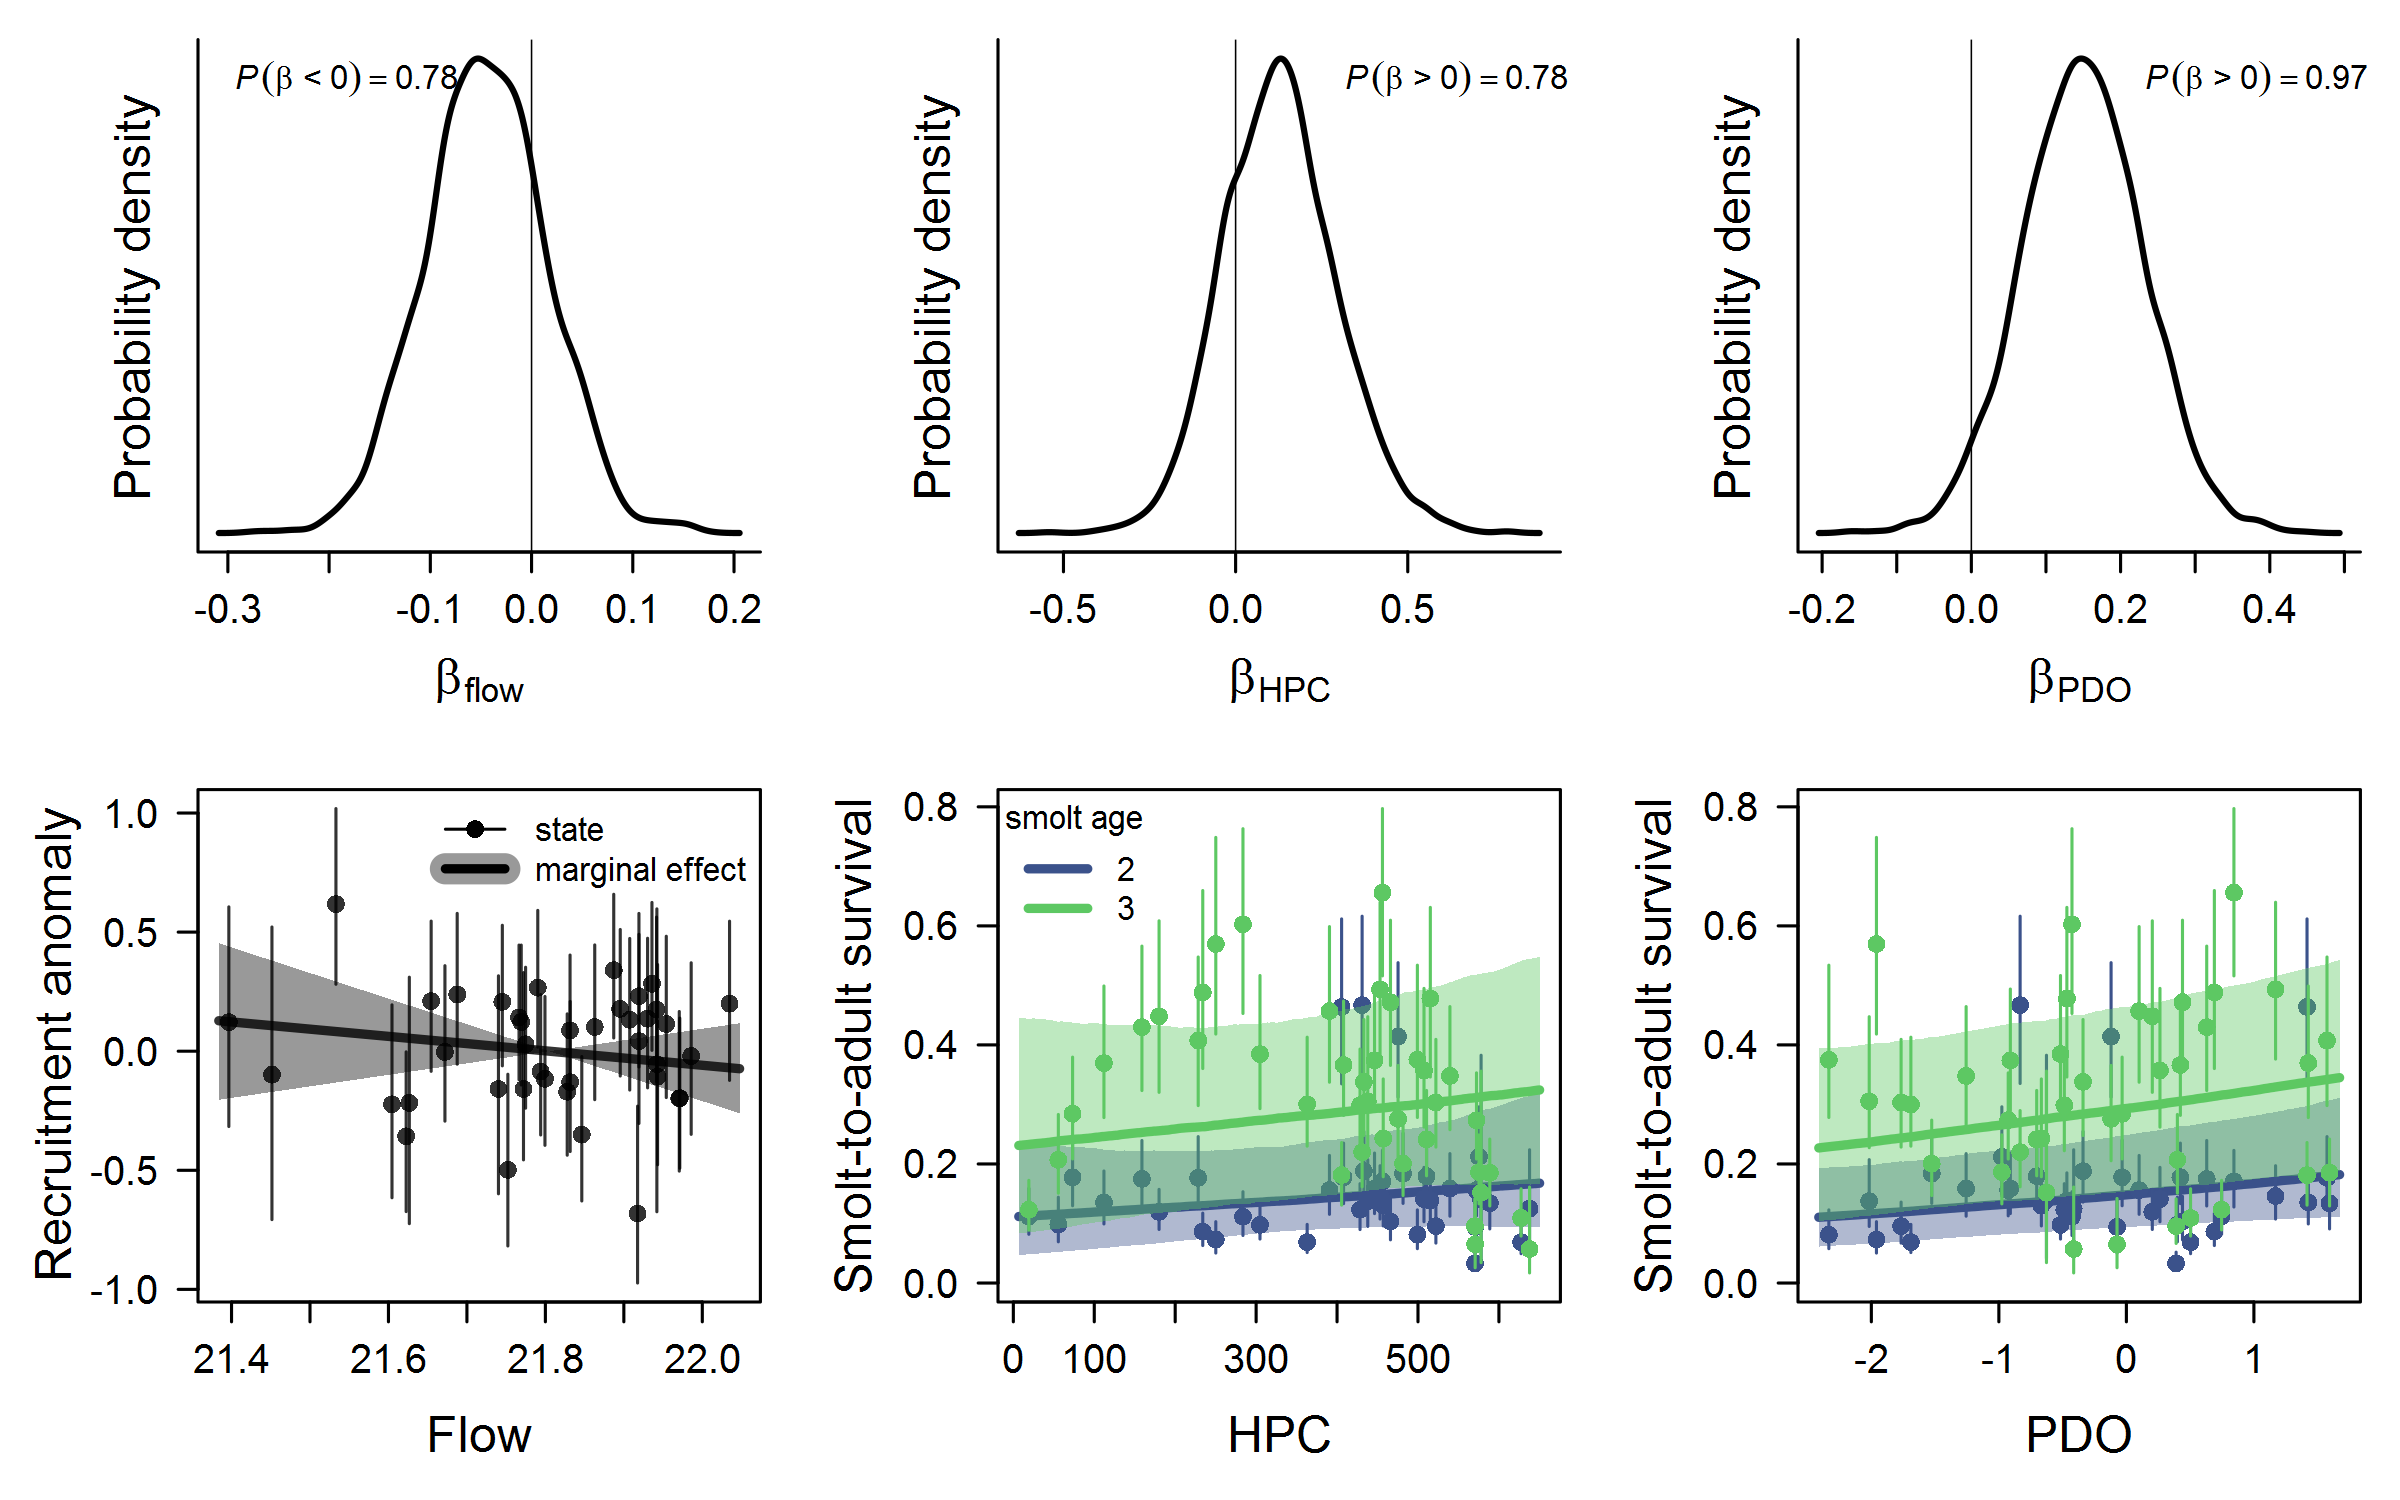 P(β < 0) = 0.78
Probability density
-0.3 -0.1 0.0 0.1 0.2
βflow
P(β > 0) = 0.78
Probability density
-0.5 0.0 0.5
βHPC
P(β > 0) = 0.97
Probability density
-0.2 0.0 0.2 0.4
βPDO
Recruitment anomaly
1.0
0.5
0.0
-0.5
-1.0
state
marginal effect
21.4 21.6 21.8 22.0
Flow
Smolt-to-adult survival
0.8
0.6
0.4
0.2
0.0
smolt age
2
3
0 100 300 500
HPC
Smolt-to-adult survival
0.8
0.6
0.4
0.2
0.0
-2 -1 0 1
PDO